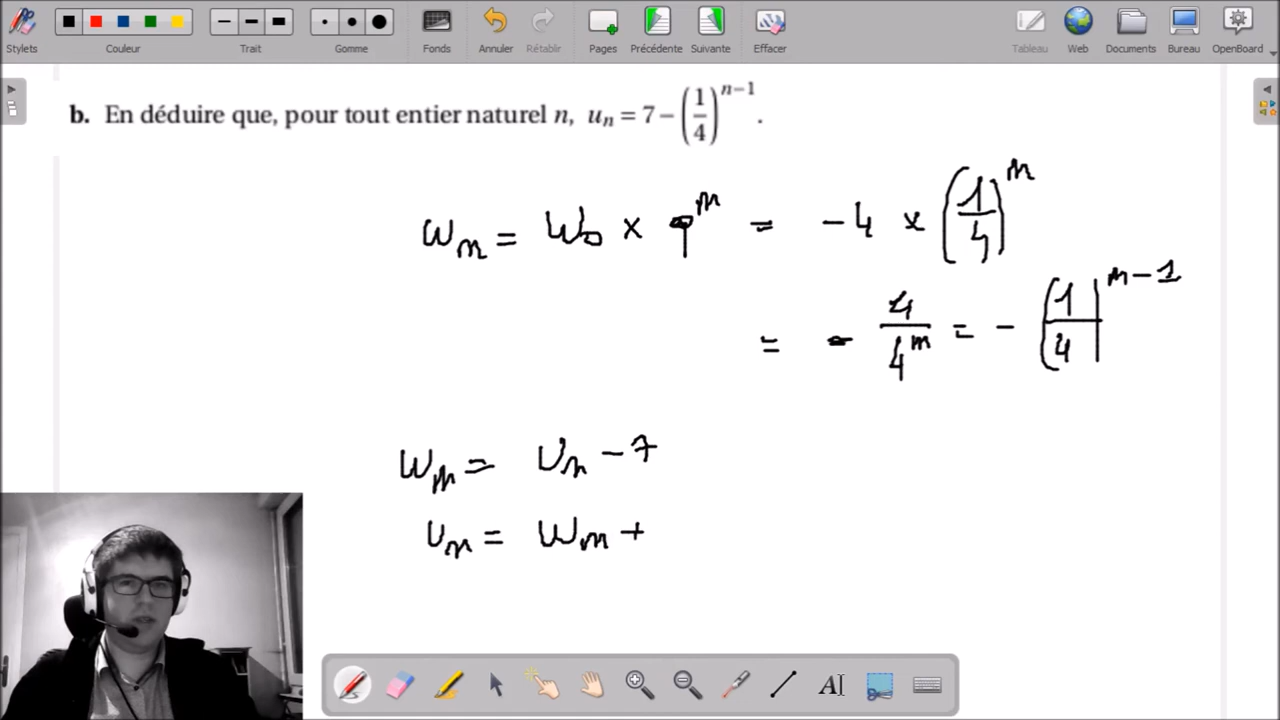 Stylets Couleur Trait Gomme Fonds Annuler Rétablir Pages Précédente Suivante Effacer Tableau Web Documents Bureau OpenBoard
b. En déduire que, pour tout entier naturel n, uₙ = 7 − (1/4)ⁿ⁻¹.
wₙ = w₀ × qⁿ = −4 × (1/4)ⁿ
= − 4/4ⁿ = − (1/4)ⁿ⁻¹
wₙ = uₙ − 7
uₙ = wₙ +
AI